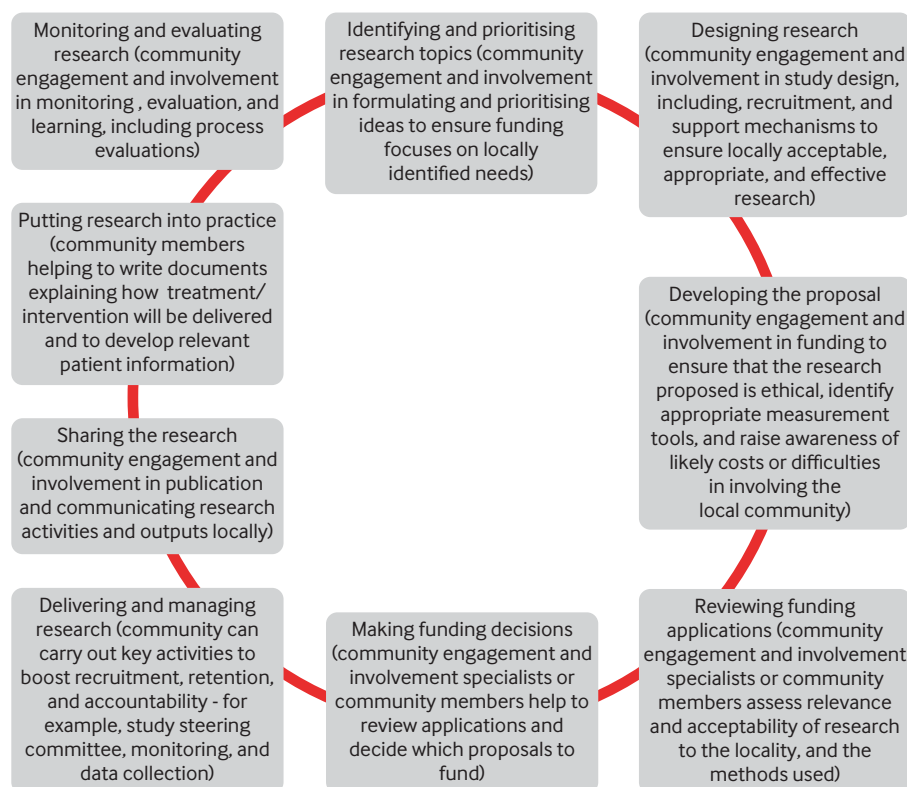 Monitoring and evaluating
research (community
engagement and involvement
in monitoring , evaluation, and
learning, including process
evaluations)
Identifying and prioritising
research topics (community
engagement and involvement
in formulating and prioritising
ideas to ensure funding
focuses on locally
identified needs)
Designing research
(community engagement and
involvement in study design,
including, recruitment, and
support mechanisms to
ensure locally acceptable,
appropriate, and effective
research)
Putting research into practice
(community members
helping to write documents
explaining how treatment/
intervention will be delivered
and to develop relevant
patient information)
Developing the proposal
(community engagement and
involvement in funding to
ensure that the research
proposed is ethical, identify
appropriate measurement
tools, and raise awareness of
likely costs or difficulties
in involving the
local community)
Sharing the research
(community engagement and
involvement in publication
and communicating research
activities and outputs locally)
Delivering and managing
research (community can
carry out key activities to
boost recruitment, retention,
and accountability - for
example, study steering
committee, monitoring, and
data collection)
Making funding decisions
(community engagement and
involvement specialists or
community members help to
review applications and
decide which proposals to
fund)
Reviewing funding
applications (community
engagement and involvement
specialists or community
members assess relevance
and acceptability of research
to the locality, and the
methods used)